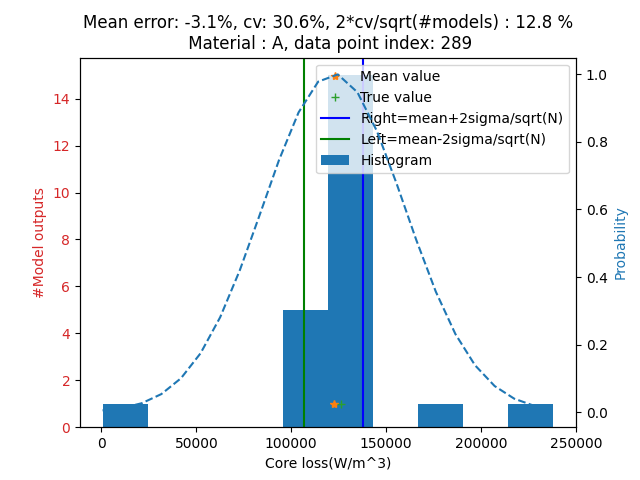 Mean error: -3.1%, cv: 30.6%, 2*cv/sqrt(#models) : 12.8 %
Material : A, data point index: 289
Mean value
True value
Right=mean+2sigma/sqrt(N)
Left=mean-2sigma/sqrt(N)
Histogram
#Model outputs
14
12
10
8
6
4
2
0
1.0
0.8
0.6
0.4
0.2
0.0
Probability
0 50000 100000 150000 200000 250000
Core loss(W/m^3)